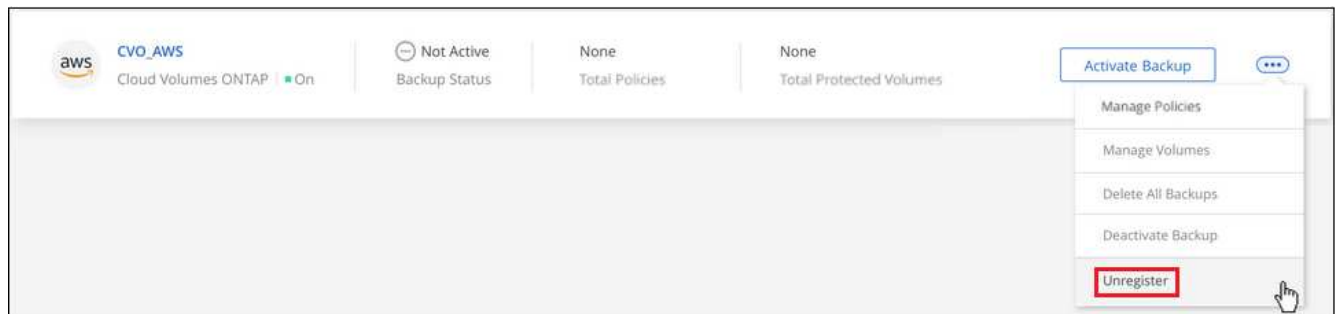 aws
CVO_AWS
Cloud Volumes ONTAP | On
Not Active
Backup Status
None
Total Policies
None
Total Protected Volumes
Activate Backup
Manage Policies
Manage Volumes
Delete All Backups
Deactivate Backup
Unregister